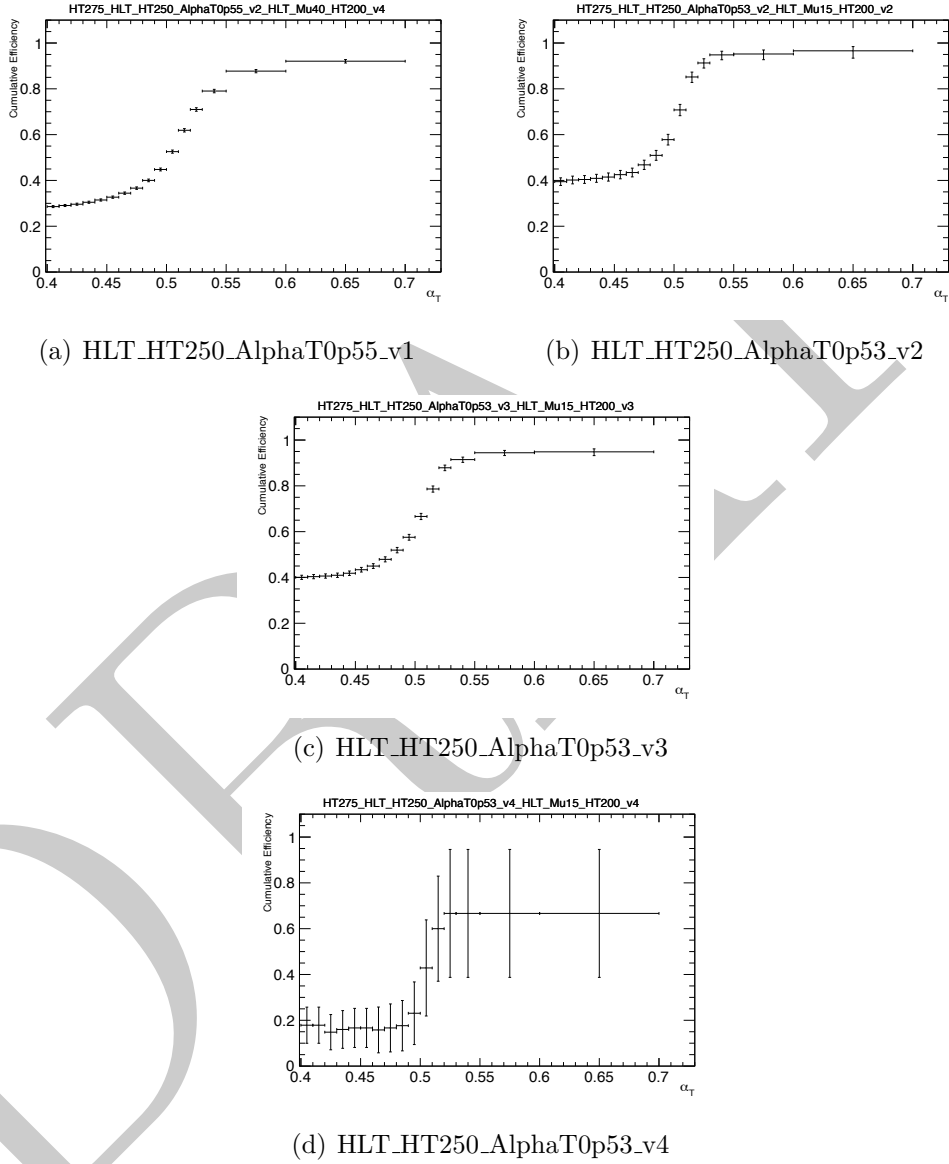 HT275_HLT_HT250_AlphaT0p55_v2_HLT_Mu40_HT200_v4
Cumulative Efficiency
1
0.8
0.6
0.4
0.2
0
0.4 0.45 0.5 0.55 0.6 0.65 0.7
α_T
(a) HLT_HT250_AlphaT0p55_v1
HT275_HLT_HT250_AlphaT0p53_v2_HLT_Mu15_HT200_v2
Cumulative Efficiency
1
0.8
0.6
0.4
0.2
0
0.4 0.45 0.5 0.55 0.6 0.65 0.7
α_T
(b) HLT_HT250_AlphaT0p53_v2
HT275_HLT_HT250_AlphaT0p53_v3_HLT_Mu15_HT200_v3
Cumulative Efficiency
1
0.8
0.6
0.4
0.2
0
0.4 0.45 0.5 0.55 0.6 0.65 0.7
α_T
(c) HLT_HT250_AlphaT0p53_v3
HT275_HLT_HT250_AlphaT0p53_v4_HLT_Mu15_HT200_v4
Cumulative Efficiency
1
0.8
0.6
0.4
0.2
0
0.4 0.45 0.5 0.55 0.6 0.65 0.7
α_T
(d) HLT_HT250_AlphaT0p53_v4
DRAFT